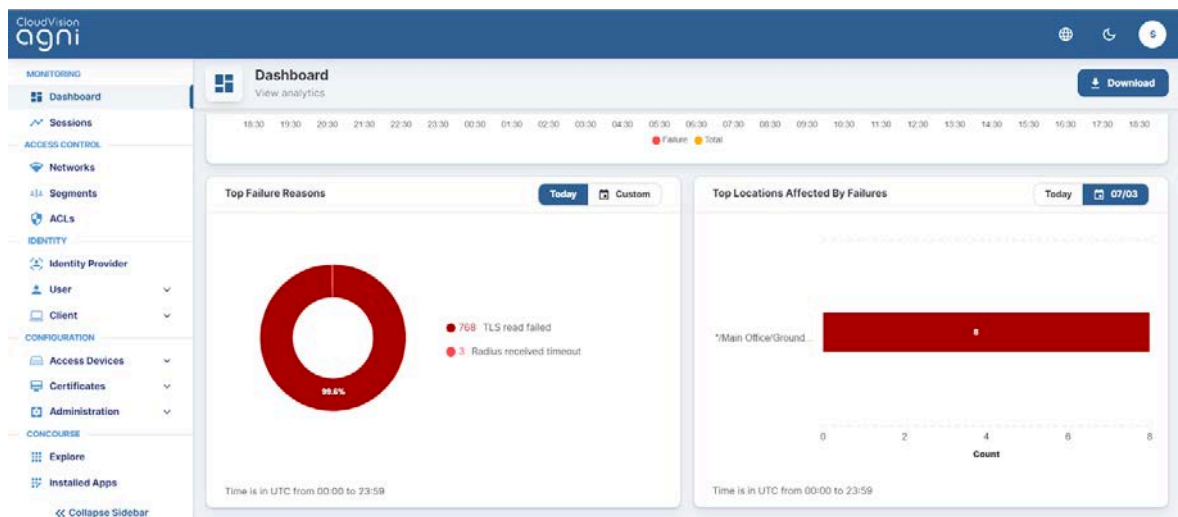 CloudVision
agni
S
MONITORING
Dashboard
Sessions
ACCESS CONTROL
Networks
Segments
ACLs
IDENTITY
Identity Provider
User
Client
CONFIGURATION
Access Devices
Certificates
Administration
CONCOURSE
Explore
Installed Apps
Collapse Sidebar
Dashboard
View analytics
Download
18:30 19:30 20:30 21:30 22:30 23:30 00:30 01:30 02:30 03:30 04:30 05:30 06:30 07:30 08:30 09:30 10:30 11:30 12:30 13:30 14:30 15:30 16:30 17:30 18:30
Failure Total
Top Failure Reasons
Today Custom
768 TLS read failed
3 Radius received timeout
99.6%
Time is in UTC from 00:00 to 23:59
Top Locations Affected By Failures
Today 07/03
*/Main Office/Ground...
8
0 2 4 6 8
Count
Time is in UTC from 00:00 to 23:59